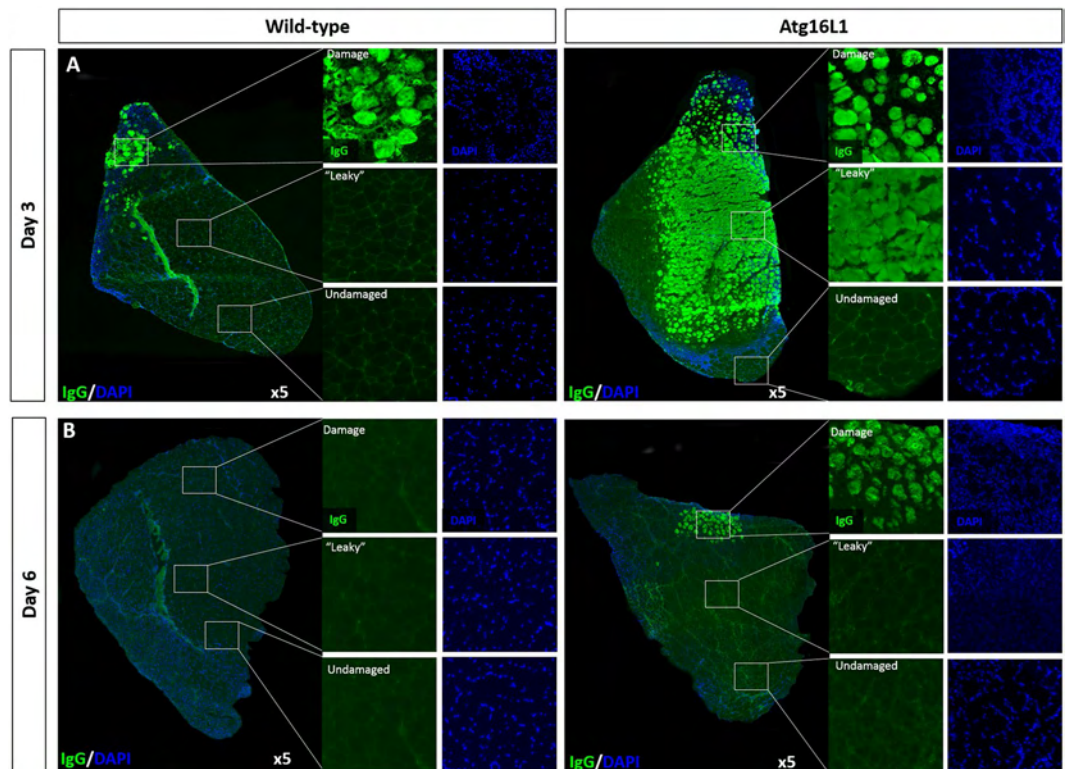 Wild-type
Atg16L1
Day 3
A
Damage
IgG
DAPI
"Leaky"
Undamaged
IgG/DAPI
x5
Damage
IgG
DAPI
"Leaky"
Undamaged
IgG/DAPI
x5
Day 6
B
Damage
IgG
DAPI
"Leaky"
Undamaged
IgG/DAPI
x5
Damage
IgG
DAPI
"Leaky"
Undamaged
IgG/DAPI
x5